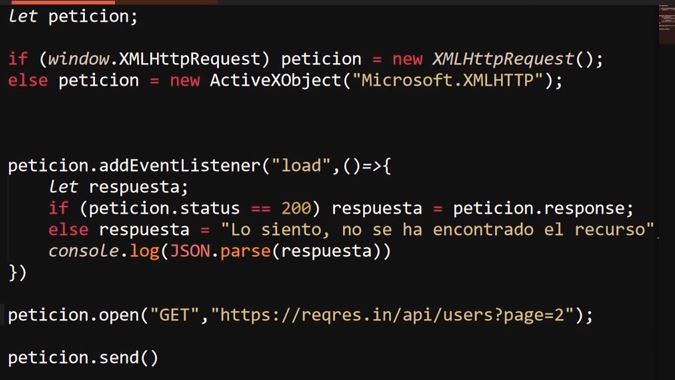 let peticion;
if (window.XMLHttpRequest) peticion = new XMLHttpRequest();
else peticion = new ActiveXObject("Microsoft.XMLHTTP");
peticion.addEventListener("load",()=>{
let respuesta;
if (peticion.status == 200) respuesta = peticion.response;
else respuesta = "Lo siento, no se ha encontrado el recurso"
console.log(JSON.parse(respuesta))
})
peticion.open("GET","https://reqres.in/api/users?page=2");
peticion.send()